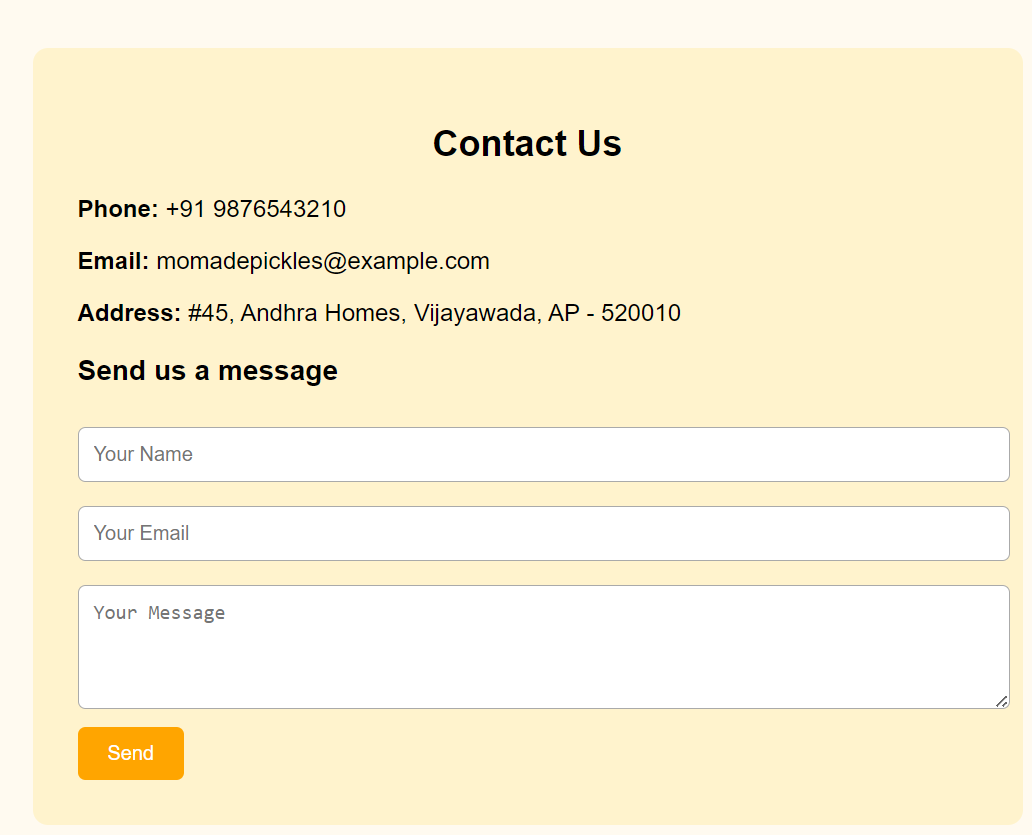 Contact Us
Phone: +91 9876543210
Email: momadepickles@example.com
Address: #45, Andhra Homes, Vijayawada, AP - 520010
Send us a message
Your Name
Your Email
Your Message
Send